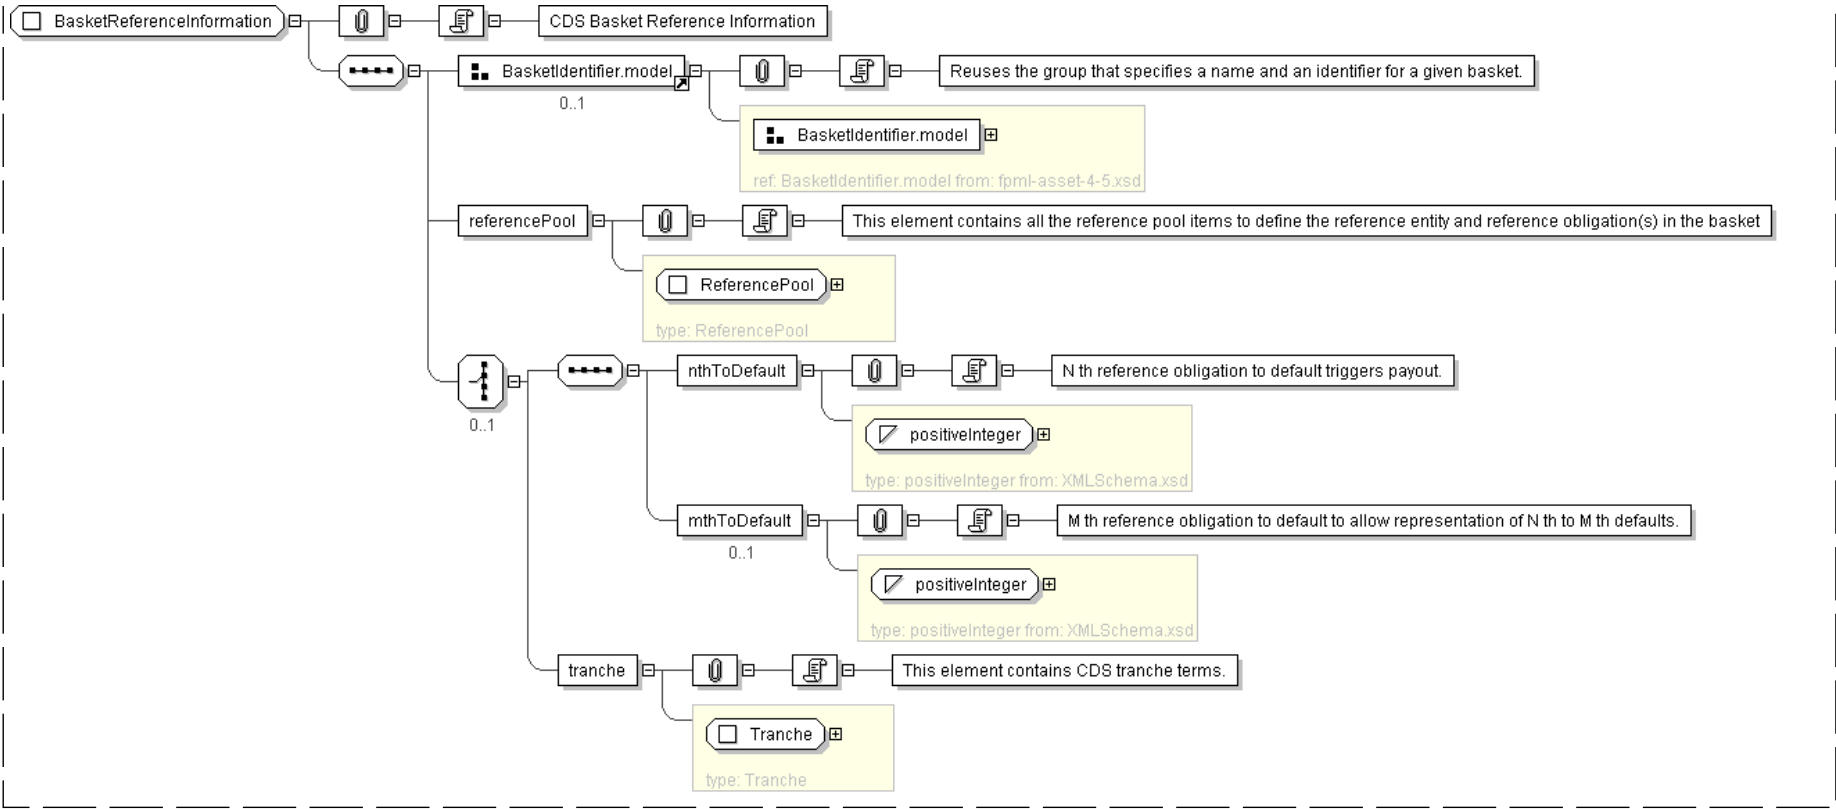 BasketReferenceInformation
CDS Basket Reference Information
BasketIdentifier.model
Reuses the group that specifies a name and an identifier for a given basket.
0..1
BasketIdentifier.model
ref: BasketIdentifier.model from: fpml-asset-4-5.xsd
referencePool
This element contains all the reference pool items to define the reference entity and reference obligation(s) in the basket
ReferencePool
type: ReferencePool
0..1
nthToDefault
N th reference obligation to default triggers payout.
positiveInteger
type: positiveInteger from: XMLSchema.xsd
mthToDefault
M th reference obligation to default to allow representation of N th to M th defaults.
0..1
positiveInteger
type: positiveInteger from: XMLSchema.xsd
tranche
This element contains CDS tranche terms.
Tranche
type: Tranche